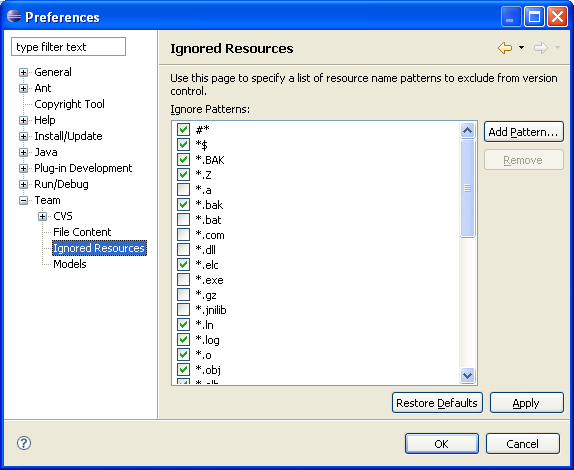 Preferences
type filter text
General
Ant
Copyright Tool
Help
Install/Update
Java
Plug-in Development
Run/Debug
Team
CVS
File Content
Ignored Resources
Models
Ignored Resources
Use this page to specify a list of resource name patterns to exclude from version
control.
Ignore Patterns:
#*
*$
*.BAK
*.Z
*.a
*.bak
*.bat
*.com
*.dll
*.elc
*.exe
*.gz
*.jnilib
*.ln
*.log
*.o
*.obj
Add Pattern...
Remove
Restore Defaults
Apply
?
OK
Cancel